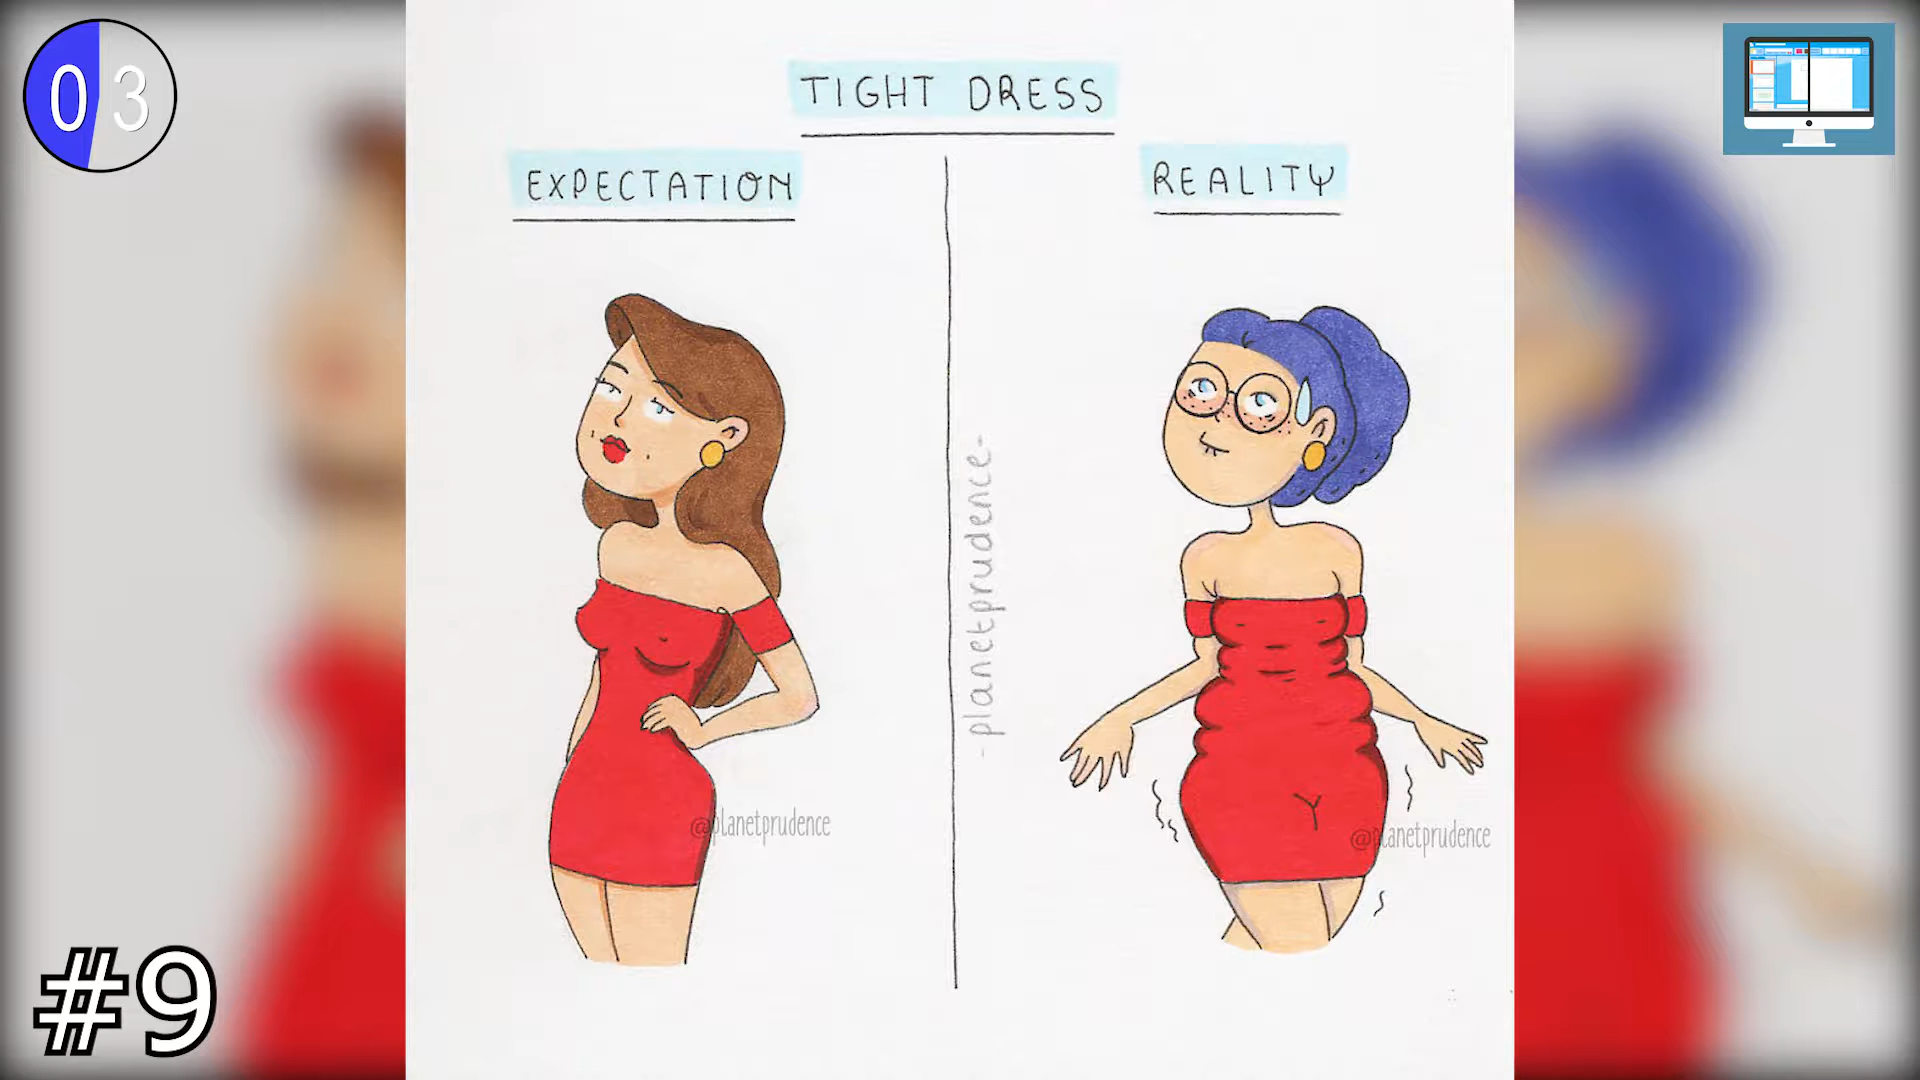 03
TIGHT DRESS
EXPECTATION
REALITY
-planetprudence-
@planetprudence
@planetprudence
#9